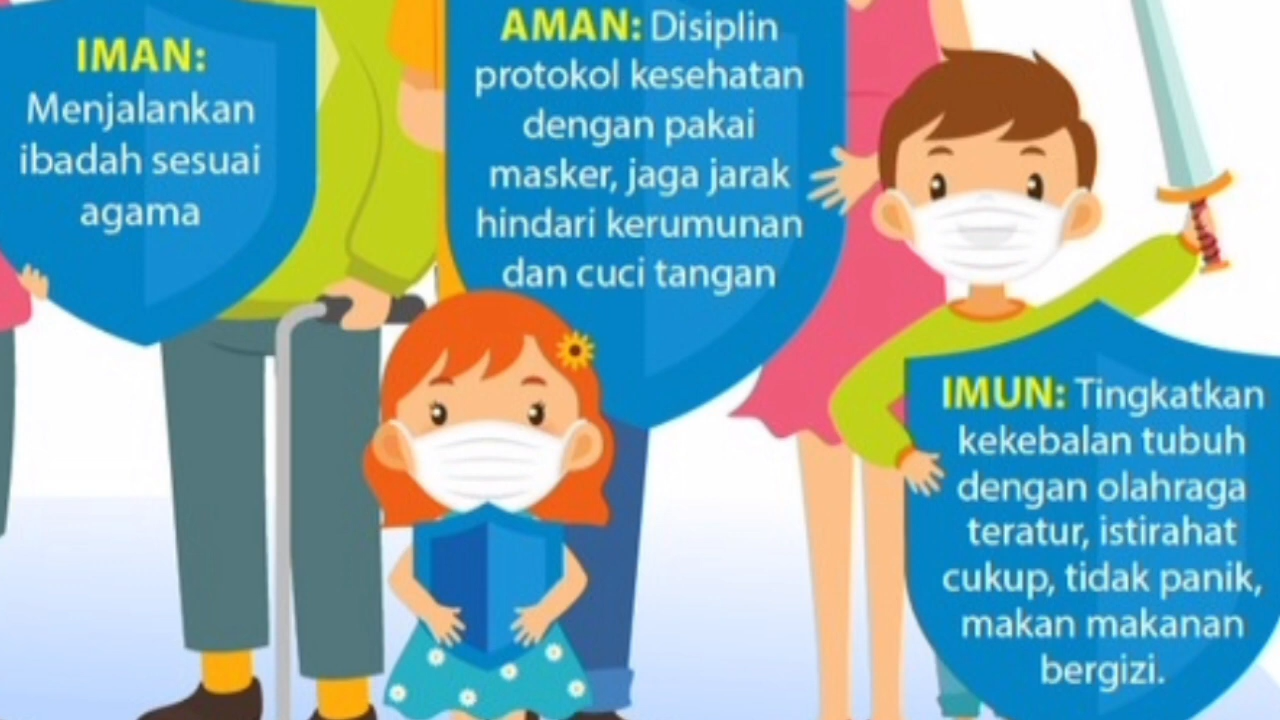 IMAN:
Menjalankan
ibadah sesuai
agama
AMAN: Disiplin
protokol kesehatan
dengan pakai
masker, jaga jarak
hindari kerumunan
dan cuci tangan
IMUN: Tingkatkan
kekebalan tubuh
dengan olahraga
teratur, istirahat
cukup, tidak panik,
makan makanan
bergizi.